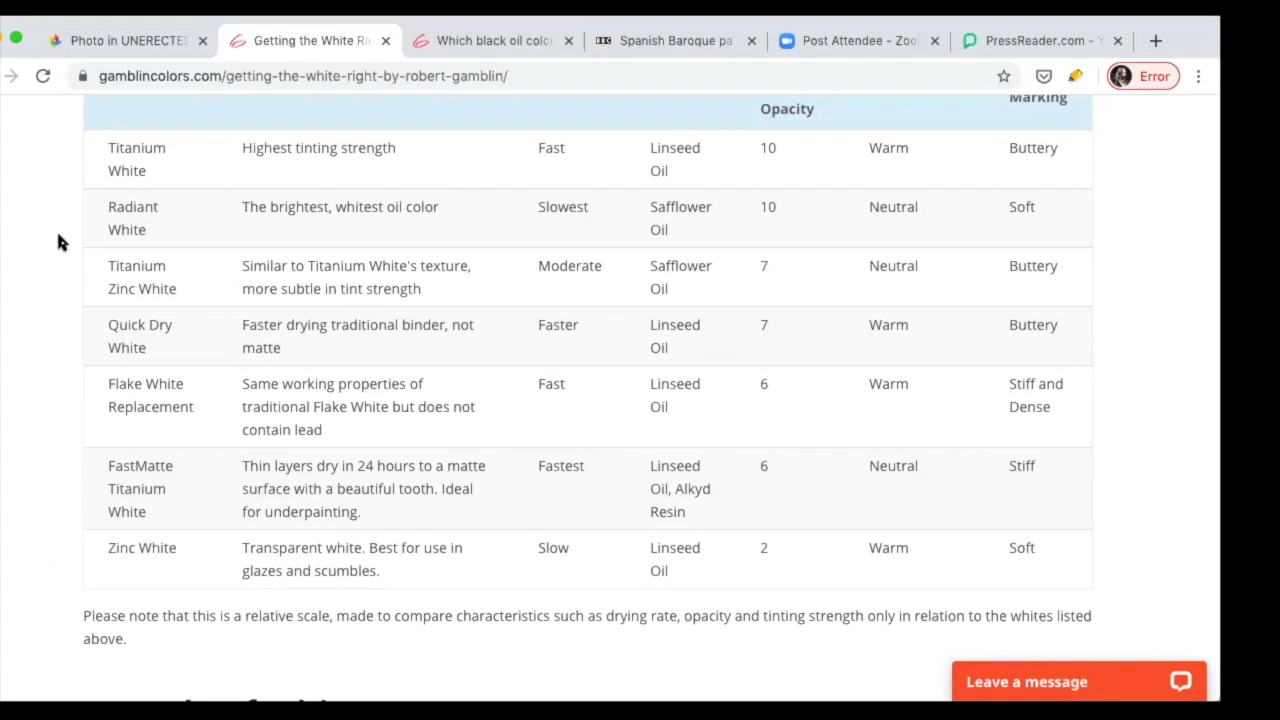 Photo in UNERECTED
Getting the White Ri
Which black oil colo
BBC Spanish Baroque pa
Post Attendee - Zoo
PressReader.com - Y
gamblincolors.com/getting-the-white-right-by-robert-gamblin/
Error
Marking
Opacity
Titanium White Highest tinting strength Fast Linseed Oil 10 Warm Buttery
Radiant White The brightest, whitest oil color Slowest Safflower Oil 10 Neutral Soft
Titanium Zinc White Similar to Titanium White's texture, more subtle in tint strength Moderate Safflower Oil 7 Neutral Buttery
Quick Dry White Faster drying traditional binder, not matte Faster Linseed Oil 7 Warm Buttery
Flake White Replacement Same working properties of traditional Flake White but does not contain lead Fast Linseed Oil 6 Warm Stiff and Dense
FastMatte Titanium White Thin layers dry in 24 hours to a matte surface with a beautiful tooth. Ideal for underpainting. Fastest Linseed Oil, Alkyd Resin 6 Neutral Stiff
Zinc White Transparent white. Best for use in glazes and scumbles. Slow Linseed Oil 2 Warm Soft
Please note that this is a relative scale, made to compare characteristics such as drying rate, opacity and tinting strength only in relation to the whites listed
above.
Leave a message